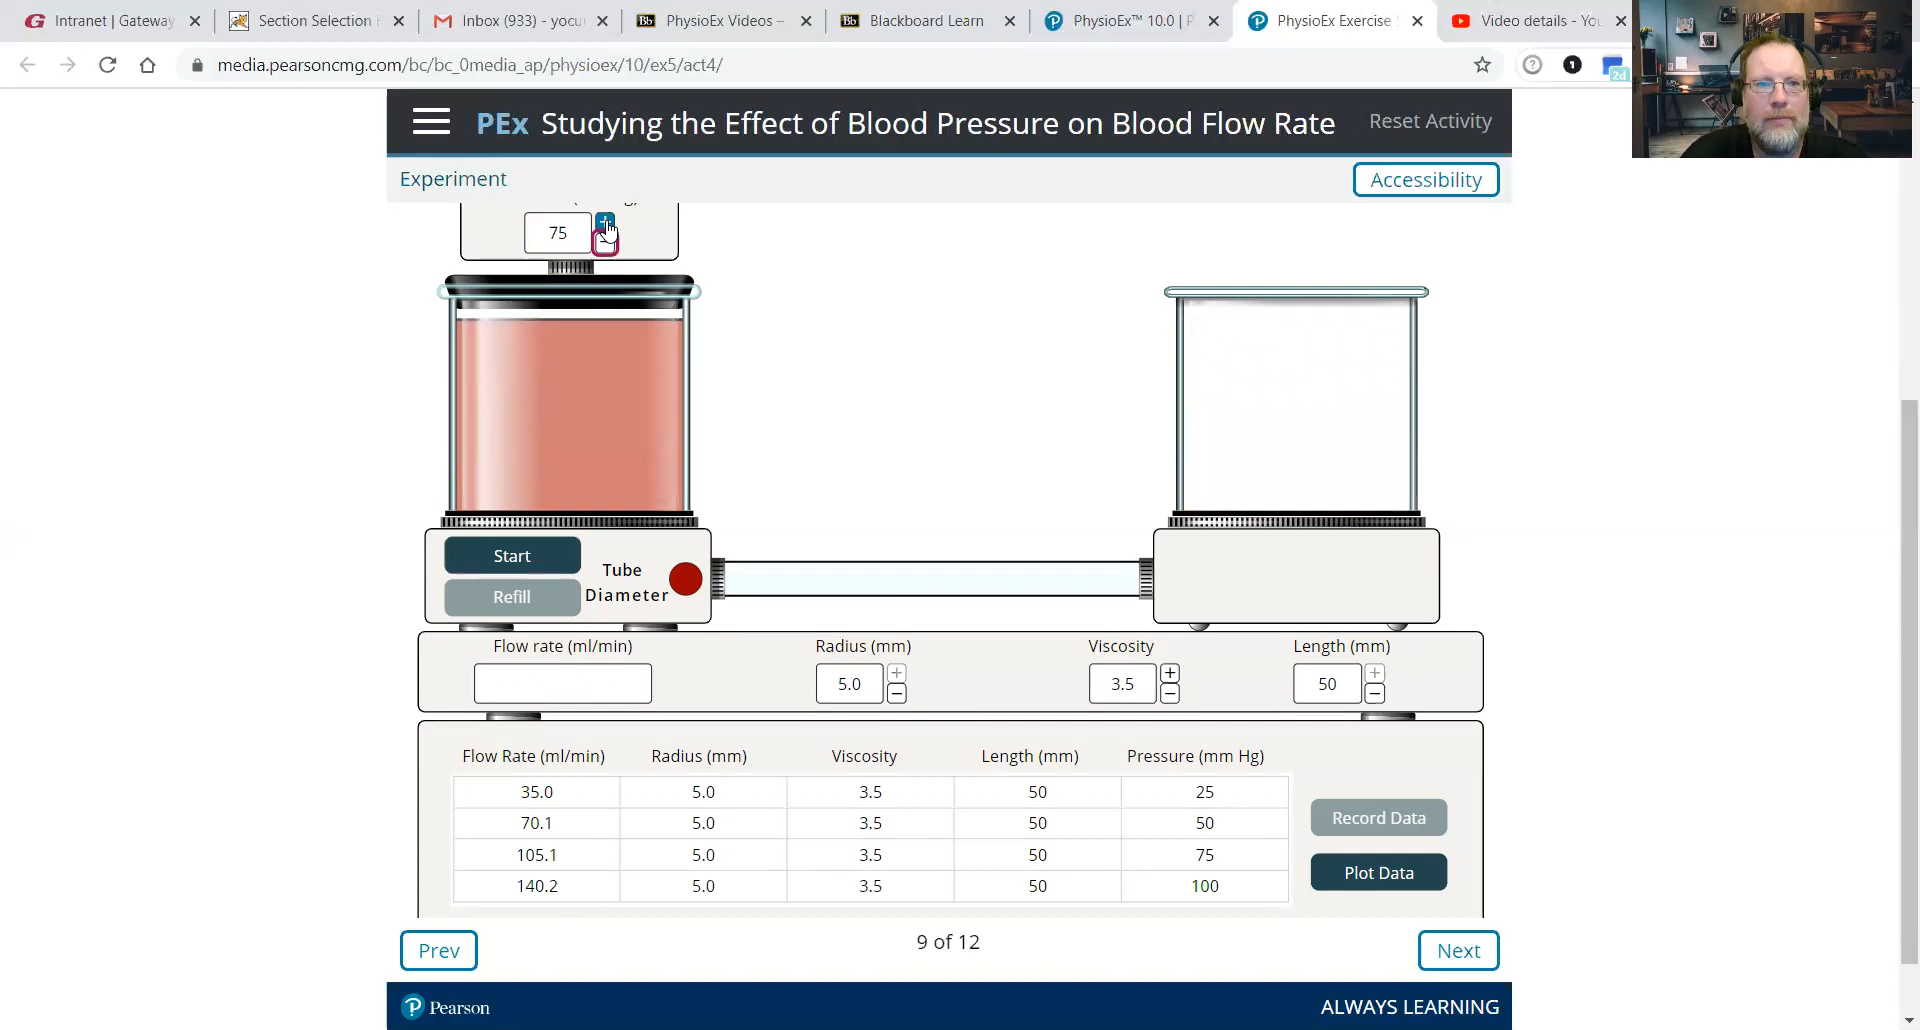 Intranet | Gateway
Section Selection
Inbox (933) - yocu
Bb PhysioEx Videos –
Bb Blackboard Learn
PhysioEx™ 10.0 | P
PhysioEx Exercise
Video details - You
media.pearsoncmg.com/bc/bc_0media_ap/physioex/10/ex5/act4/
2d
PEx Studying the Effect of Blood Pressure on Blood Flow Rate
Reset Activity
Experiment
Accessibility
75
Start
Refill
Tube
Diameter
Flow rate (ml/min)
Radius (mm)
Viscosity
Length (mm)
5.0
3.5
50
Flow Rate (ml/min) Radius (mm) Viscosity Length (mm) Pressure (mm Hg)
35.0 5.0 3.5 50 25
70.1 5.0 3.5 50 50
105.1 5.0 3.5 50 75
140.2 5.0 3.5 50 100
Record Data
Plot Data
Prev
9 of 12
Next
Pearson
ALWAYS LEARNING